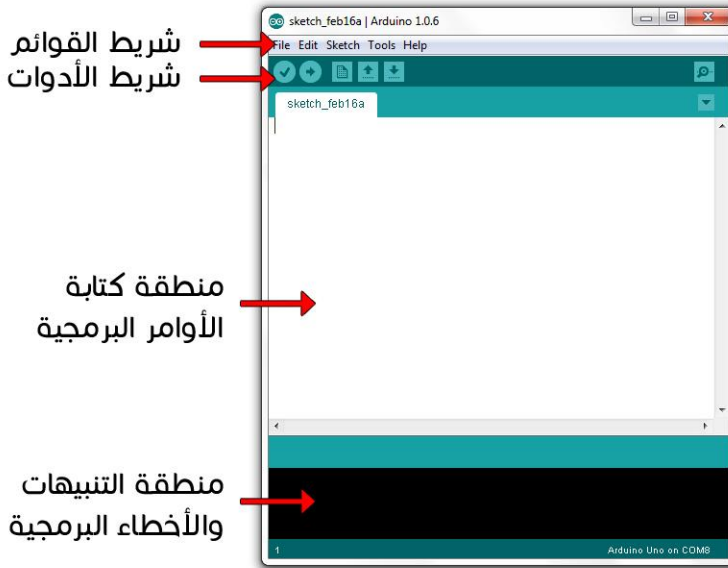 sketch_feb16a | Arduino 1.0.6
شريط القوائم
File Edit Sketch Tools Help
شريط الأدوات
sketch_feb16a
منطقة كتابة
الأوامر البرمجية
منطقة التنبيهات
والأخطاء البرمجية
1
Arduino Uno on COM8